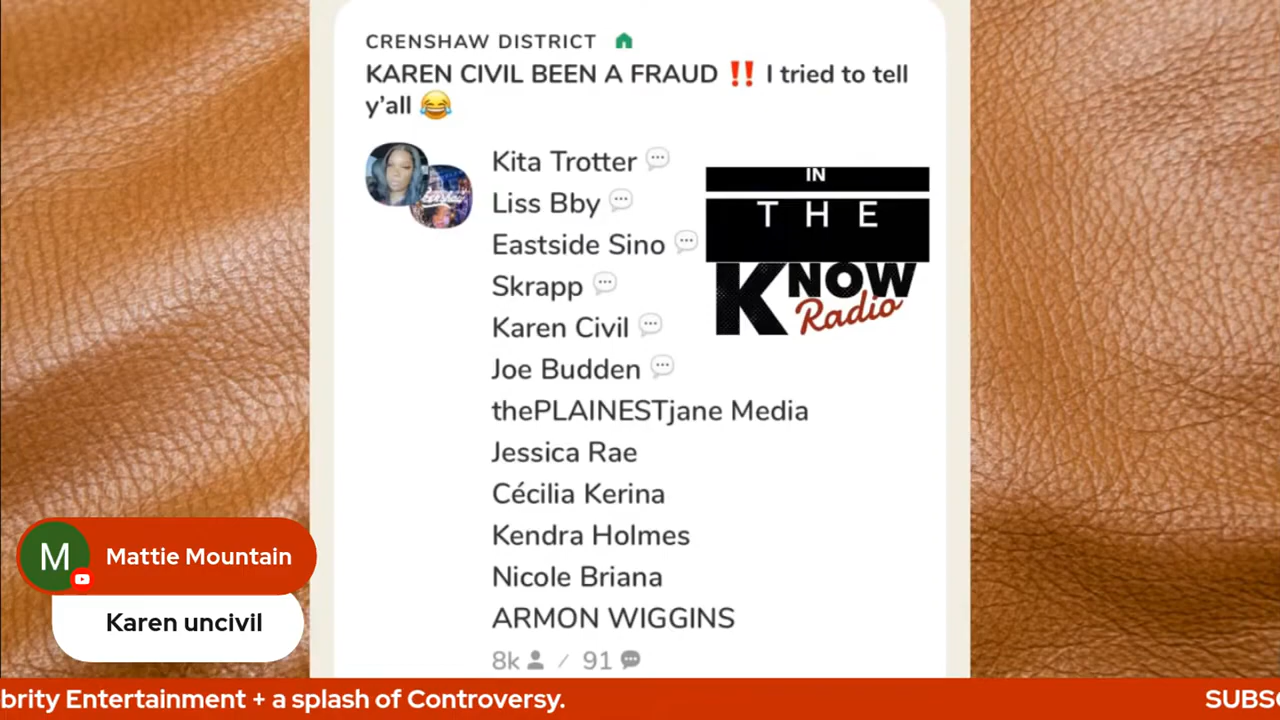 CRENSHAW DISTRICT
KAREN CIVIL BEEN A FRAUD ‼️ I tried to tell
y'all 😂
Kita Trotter
Liss Bby
Eastside Sino
Skrapp
Karen Civil
Joe Budden
thePLAINESTjane Media
Jessica Rae
Cécilia Kerina
Kendra Holmes
Nicole Briana
ARMON WIGGINS
8k / 91
IN
THE
KNOW
Radio
M
Mattie Mountain
Karen uncivil
brity Entertainment + a splash of Controversy.
SUBS